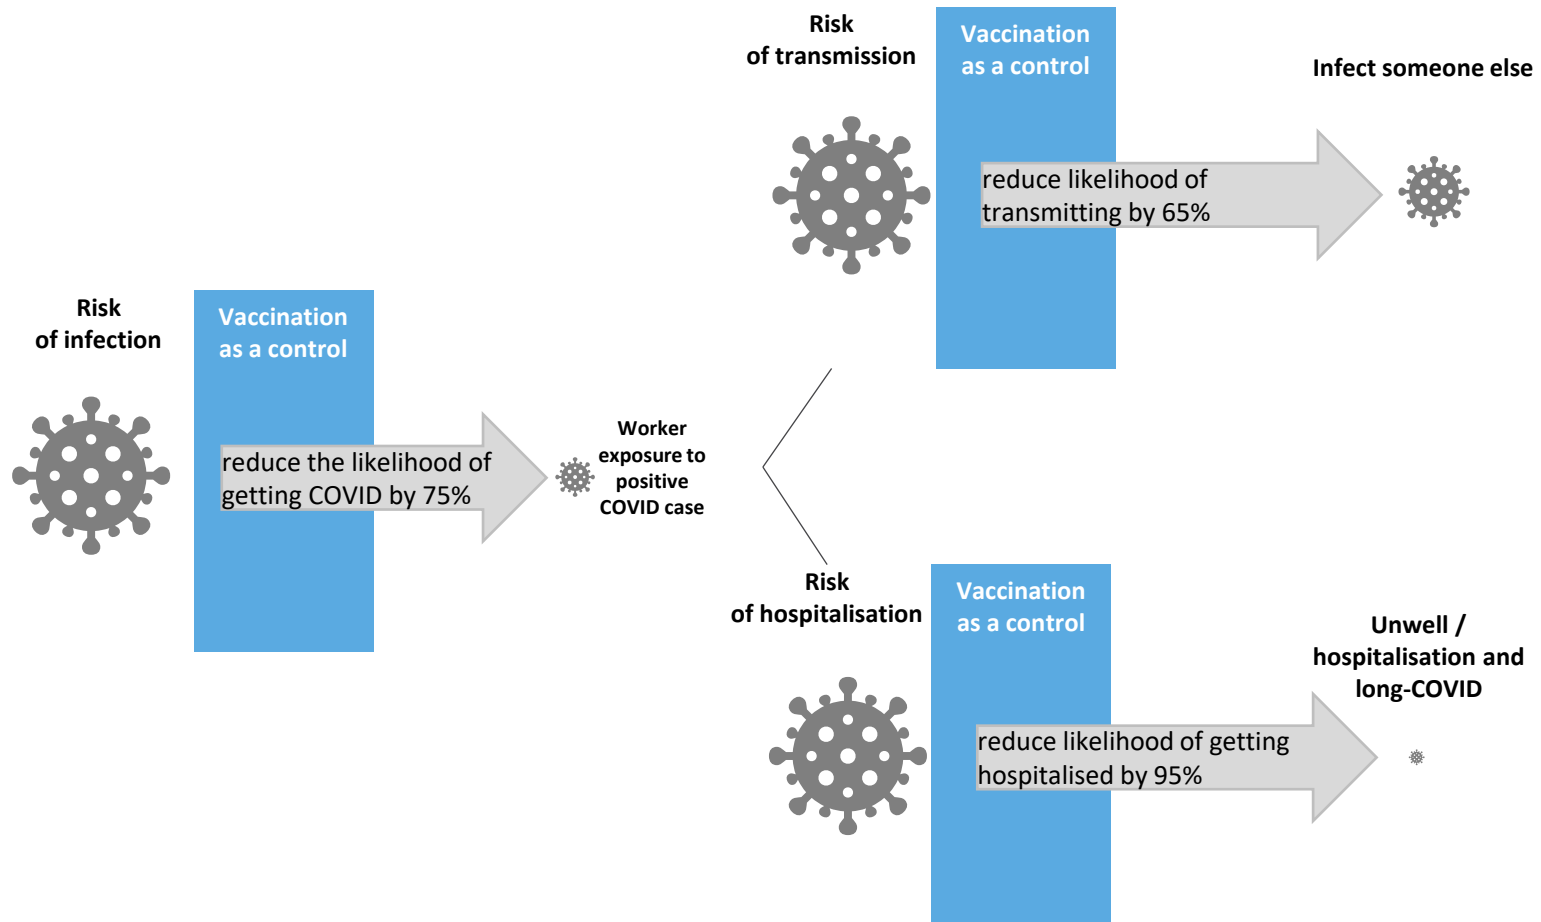 Risk
of infection
Vaccination
as a control
reduce the likelihood of
getting COVID by 75%
Worker
exposure to
positive
COVID case
Risk
of transmission
Vaccination
as a control
reduce likelihood of
transmitting by 65%
Infect someone else
Risk
of hospitalisation
Vaccination
as a control
reduce likelihood of getting
hospitalised by 95%
Unwell /
hospitalisation and
long-COVID